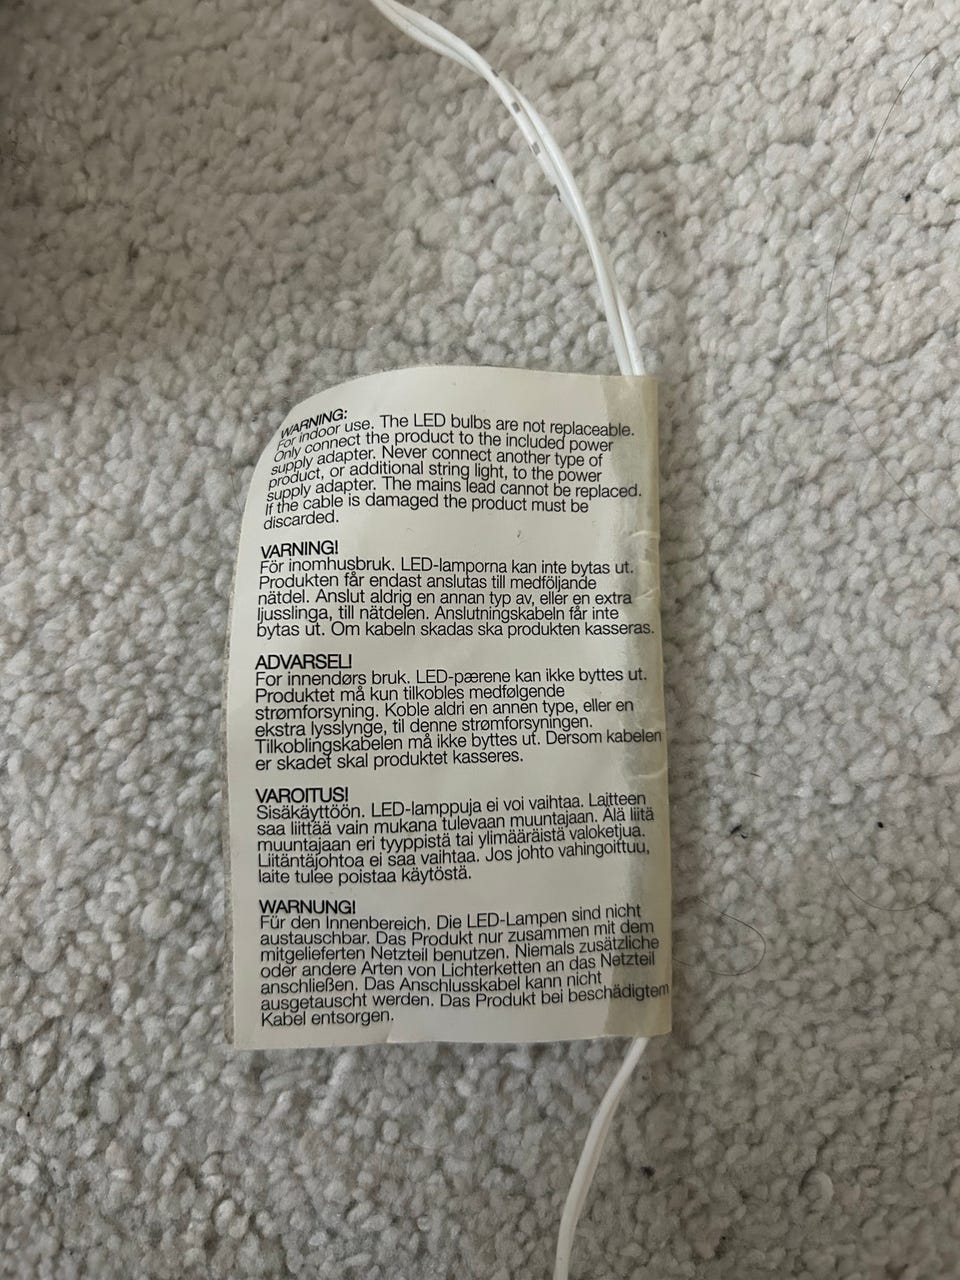 WARNING:
For indoor use. The LED bulbs are not replaceable.
Only connect the product to the included power
supply adapter. Never connect another type of
product, or additional string light, to the power
supply adapter. The mains lead cannot be replaced.
If the cable is damaged the product must be
discarded.
VARNING!
För inomhusbruk. LED-lamporna kan inte bytas ut.
Produkten får endast anslutas till medföljande
nätdel. Anslut aldrig en annan typ av, eller en extra
ljusslinga, till nätdelen. Anslutningskabeln får inte
bytas ut. Om kabeln skadas ska produkten kasseras.
ADVARSEL!
For innendørs bruk. LED-pærene kan ikke byttes ut.
Produktet må kun tilkobles medfølgende
strømforsyning. Koble aldri en annen type, eller en
ekstra lysslynge, til denne strømforsyningen.
Tilkoblingskabelen må ikke byttes ut. Dersom kabelen
er skadet skal produktet kasseres.
VAROITUS!
Sisäkäyttöön. LED-lamppuja ei voi vaihtaa. Laitteen
saa liittää vain mukana tulevaan muuntajaan. Älä liitä
muuntajaan eri tyyppistä tai ylimääräistä valoketjua.
Liitäntäjohtoa ei saa vaihtaa. Jos johto vahingoittuu,
laite tulee poistaa käytöstä.
WARNUNG!
Für den Innenbereich. Die LED-Lampen sind nicht
austauschbar. Das Produkt nur zusammen mit dem
mitgelieferten Netzteil benutzen. Niemals zusätzliche
oder andere Arten von Lichterketten an das Netzteil
anschließen. Das Anschlusskabel kann nicht
ausgetauscht werden. Das Produkt bei beschädigtem
Kabel entsorgen.